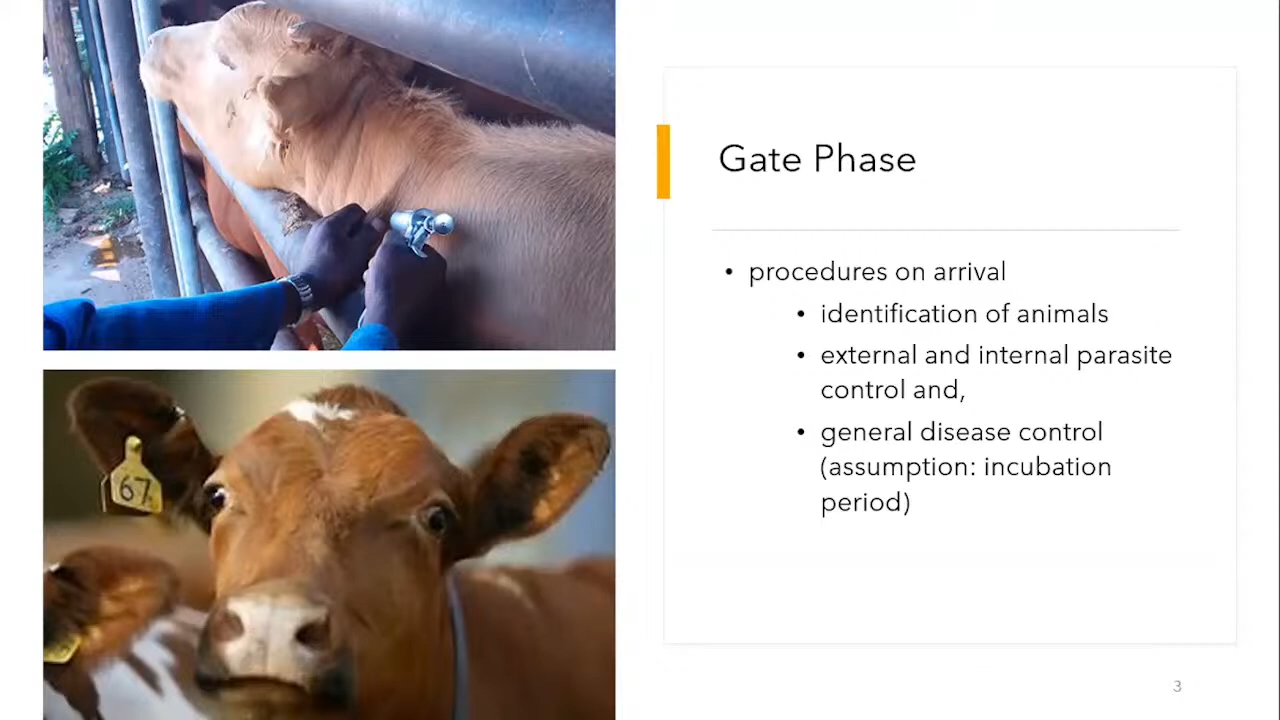 Gate Phase
• procedures on arrival
• identification of animals
• external and internal parasite
control and,
• general disease control
(assumption: incubation
period)
67
3